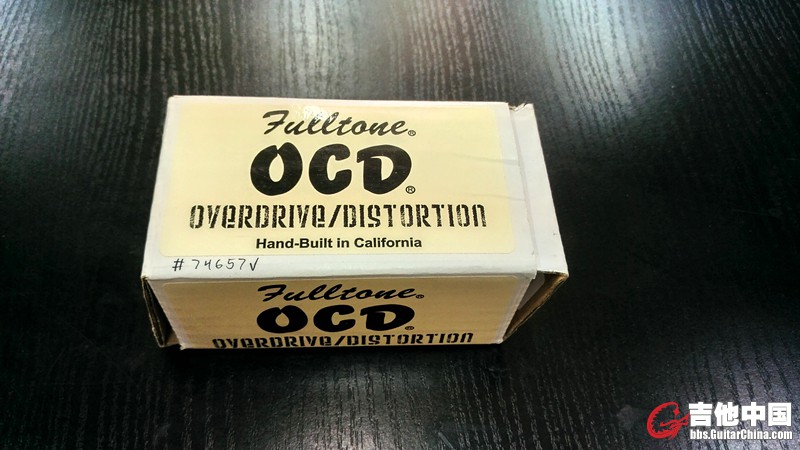 Fulltone®
OCD®
OVERDRIVE/DISTORTION
Hand-Built in California
# 74657✓
Fulltone®
OCD®
OVERDRIVE/DISTORTION
吉他中国
bbs.GuitarChina.com